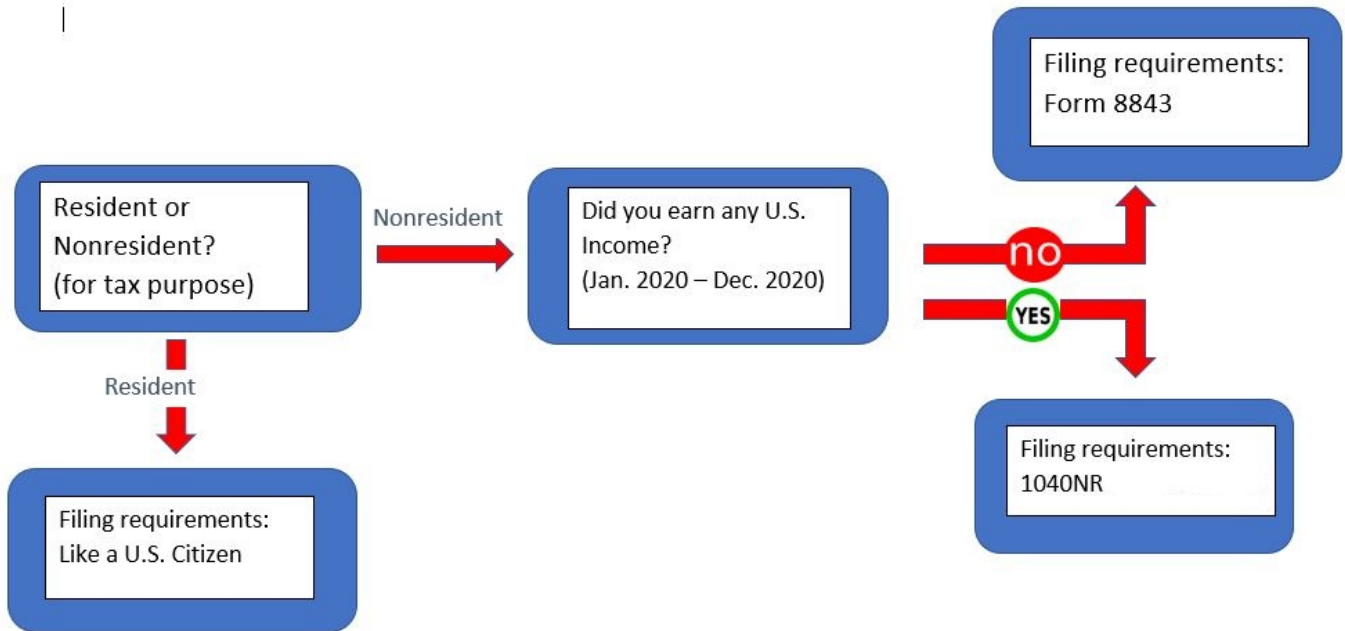 Resident or
Nonresident?
(for tax purpose)
Nonresident
Did you earn any U.S.
Income?
(Jan. 2020 – Dec. 2020)
no
Filing requirements:
Form 8843
YES
Filing requirements:
1040NR
Resident
Filing requirements:
Like a U.S. Citizen